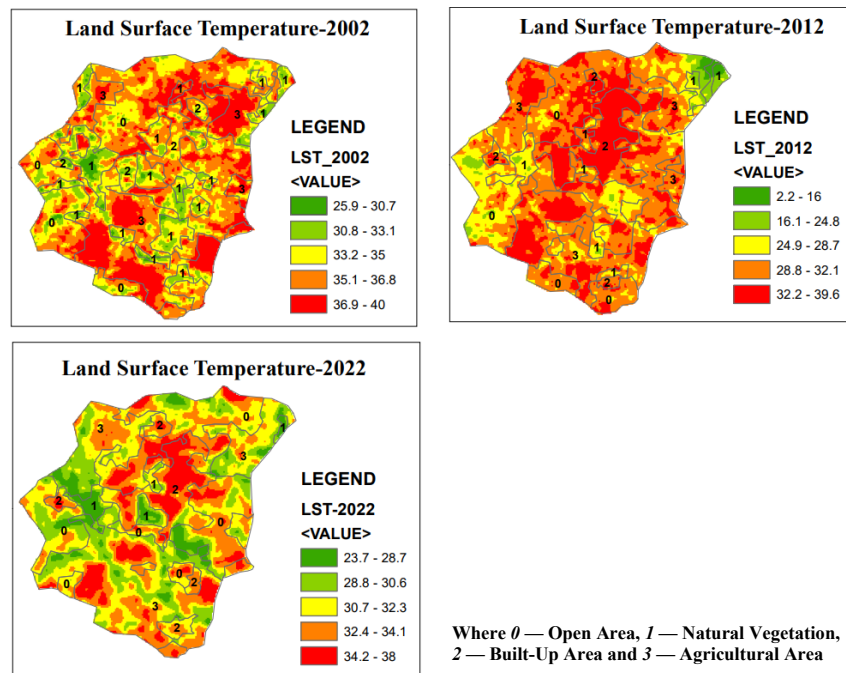 Land Surface Temperature-2002
LEGEND
LST_2002
<VALUE>
25.9 - 30.7
30.8 - 33.1
33.2 - 35
35.1 - 36.8
36.9 - 40
Land Surface Temperature-2012
LEGEND
LST_2012
<VALUE>
2.2 - 16
16.1 - 24.8
24.9 - 28.7
28.8 - 32.1
32.2 - 39.6
Land Surface Temperature-2022
LEGEND
LST-2022
<VALUE>
23.7 - 28.7
28.8 - 30.6
30.7 - 32.3
32.4 - 34.1
34.2 - 38
Where 0 — Open Area, 1 — Natural Vegetation,
2 — Built-Up Area and 3 — Agricultural Area